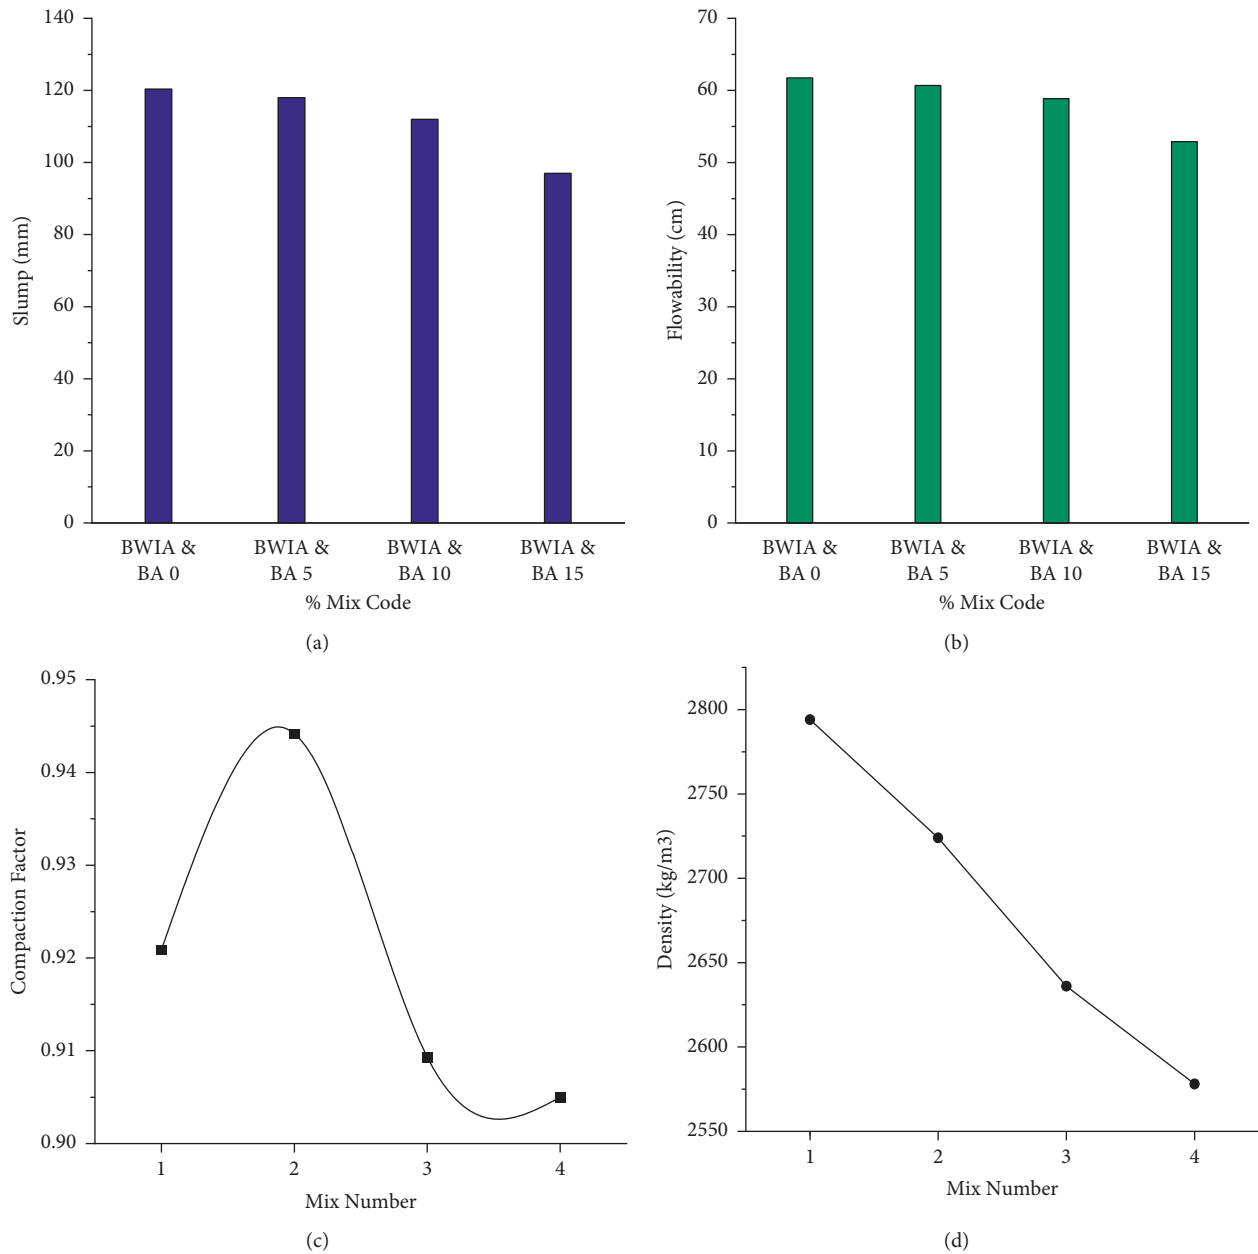 140
120
100
80
60
40
20
0
Slump (mm)
BWIA & BA 0
BWIA & BA 5
BWIA & BA 10
BWIA & BA 15
% Mix Code
(a)
70
60
50
40
30
20
10
0
Flowability (cm)
BWIA & BA 0
BWIA & BA 5
BWIA & BA 10
BWIA & BA 15
% Mix Code
(b)
0.95
0.94
0.93
0.92
0.91
0.90
Compaction Factor
1 2 3 4
Mix Number
(c)
2800
2750
2700
2650
2600
2550
Density (kg/m3)
1 2 3 4
Mix Number
(d)